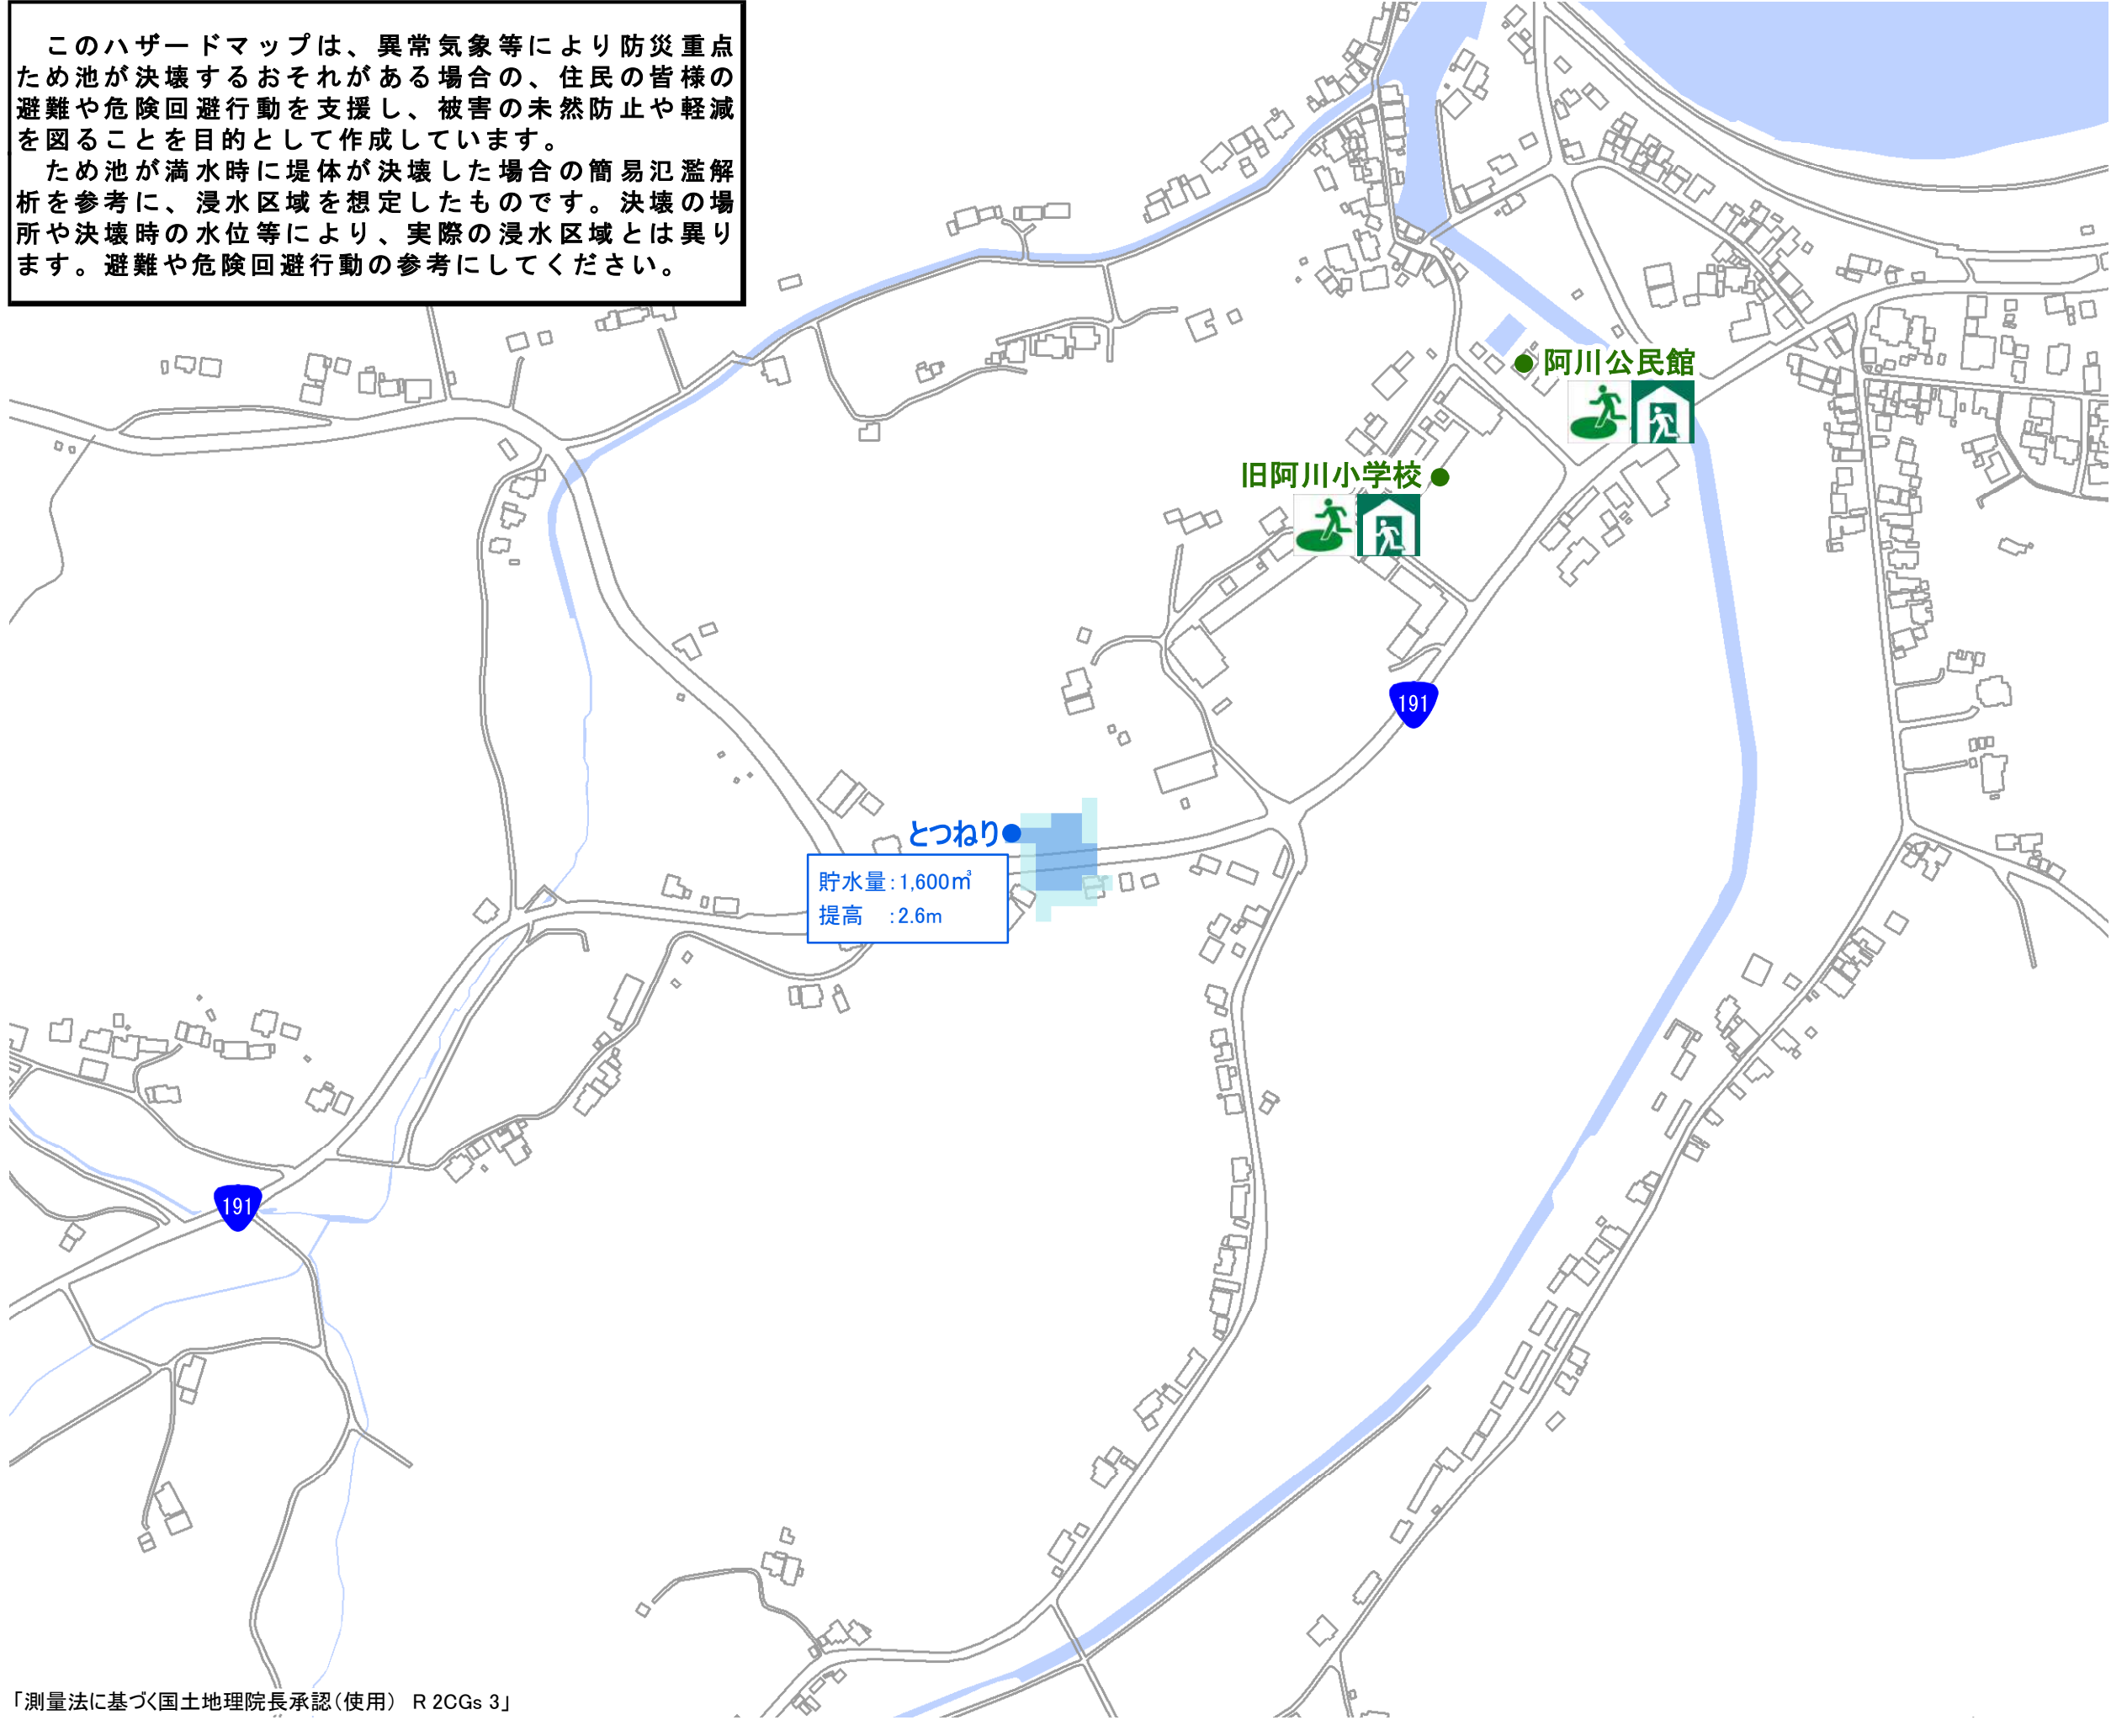 このハザードマップは、異常気象等により防災重点
ため池が決壊するおそれがある場合の、住民の皆様の
避難や危険回避行動を支援し、被害の未然防止や軽減
を図ることを目的として作成しています。
ため池が満水時に堤体が決壊した場合の簡易氾濫解
析を参考に、浸水区域を想定したものです。決壊の場
所や決壊時の水位等により、実際の浸水区域とは異り
ます。避難や危険回避行動の参考にしてください。
阿川公民館
旧阿川小学校
191
とつねり
貯水量:1,600㎥
提高 :2.6m
191
「測量法に基づく国土地理院長承認(使用) R 2CGs 3」